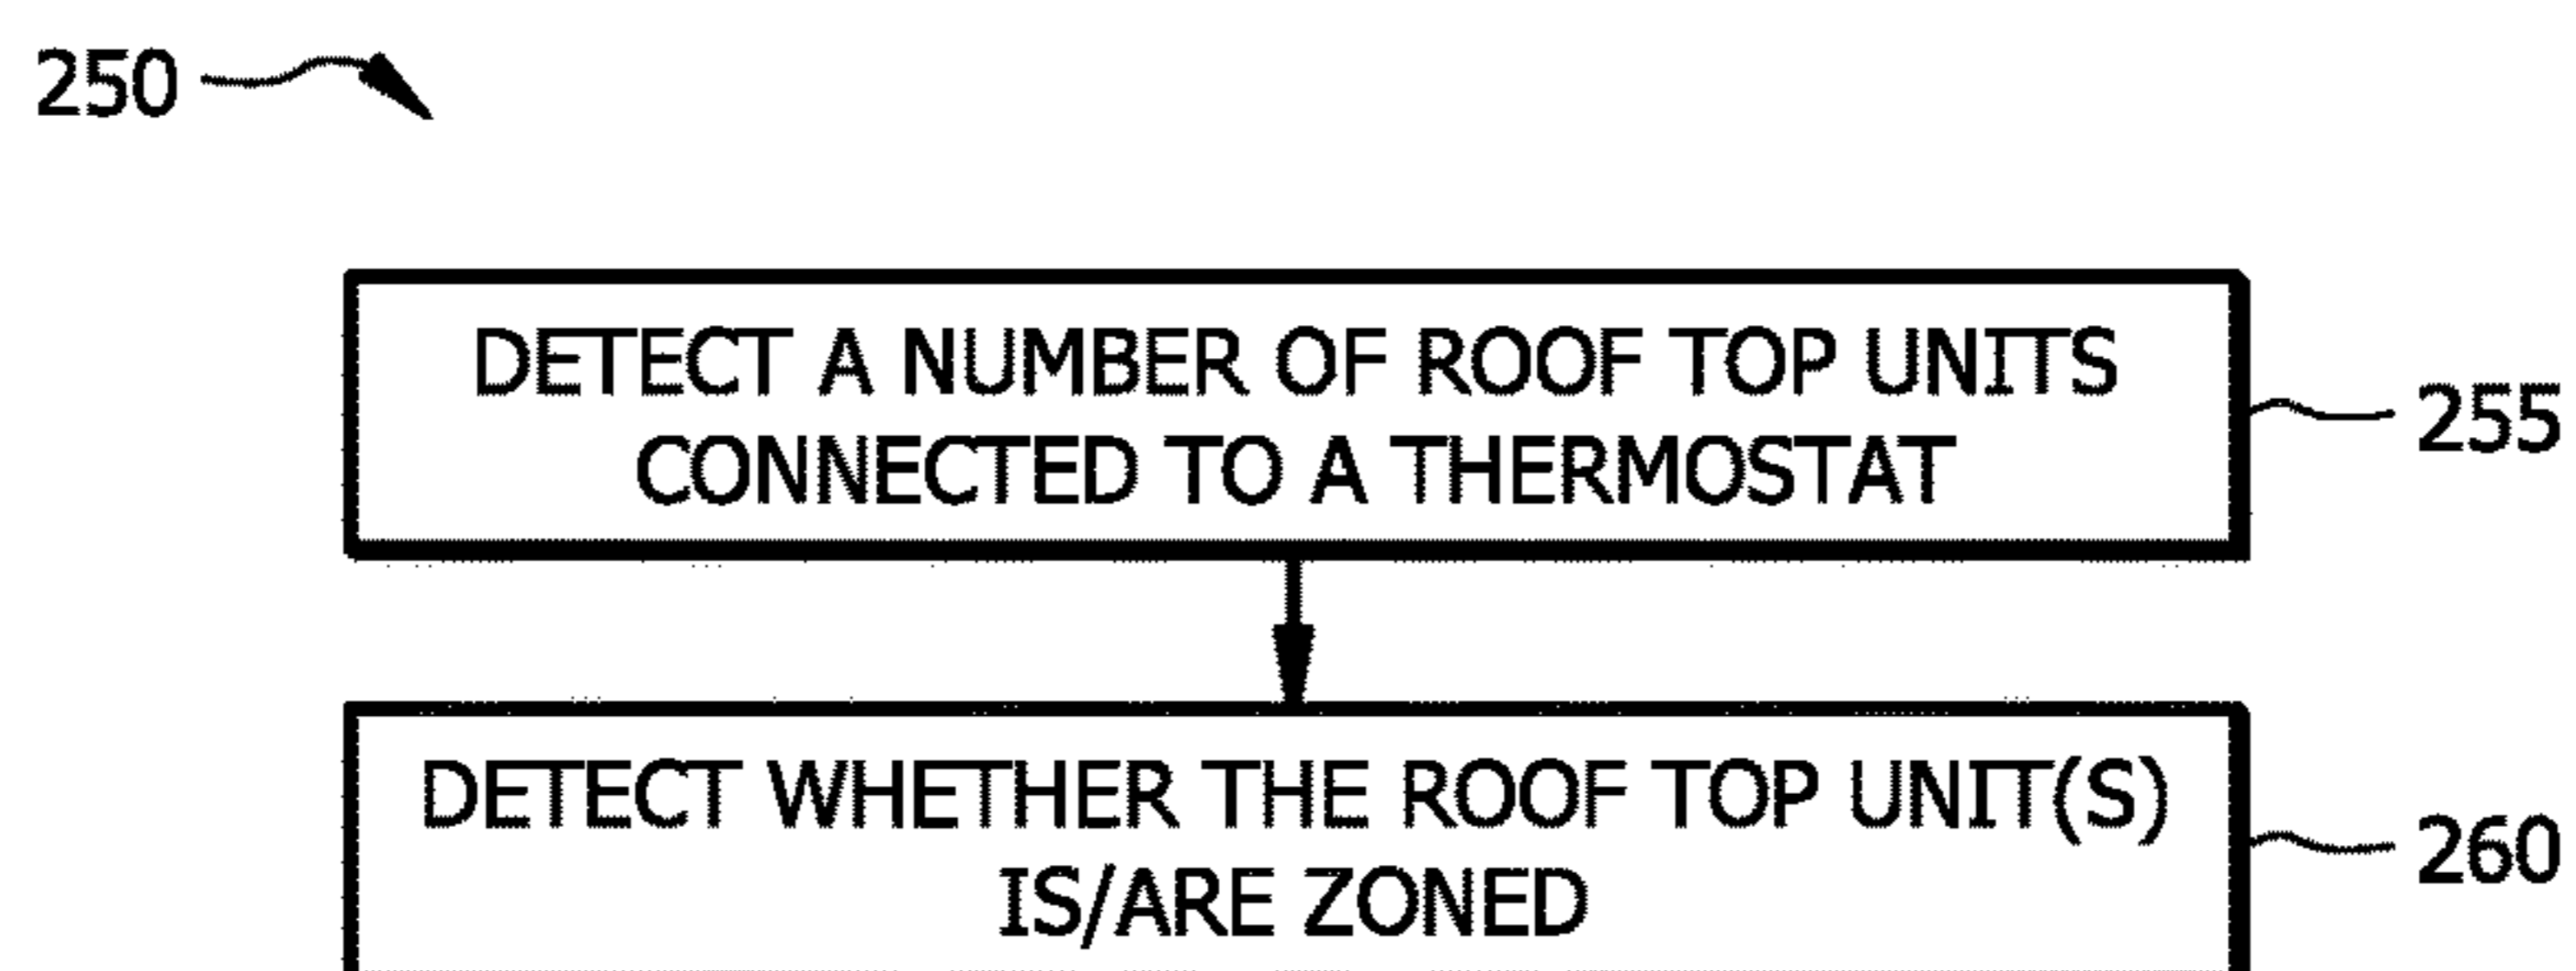 250
DETECT A NUMBER OF ROOF TOP UNITS
CONNECTED TO A THERMOSTAT
255
DETECT WHETHER THE ROOF TOP UNIT(S)
IS/ARE ZONED
260